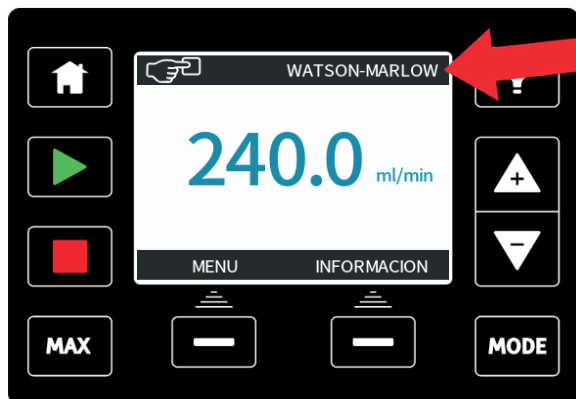 WATSON-MARLOW
240.0 ml/min
+
-
MENU INFORMACION
MAX
MODE